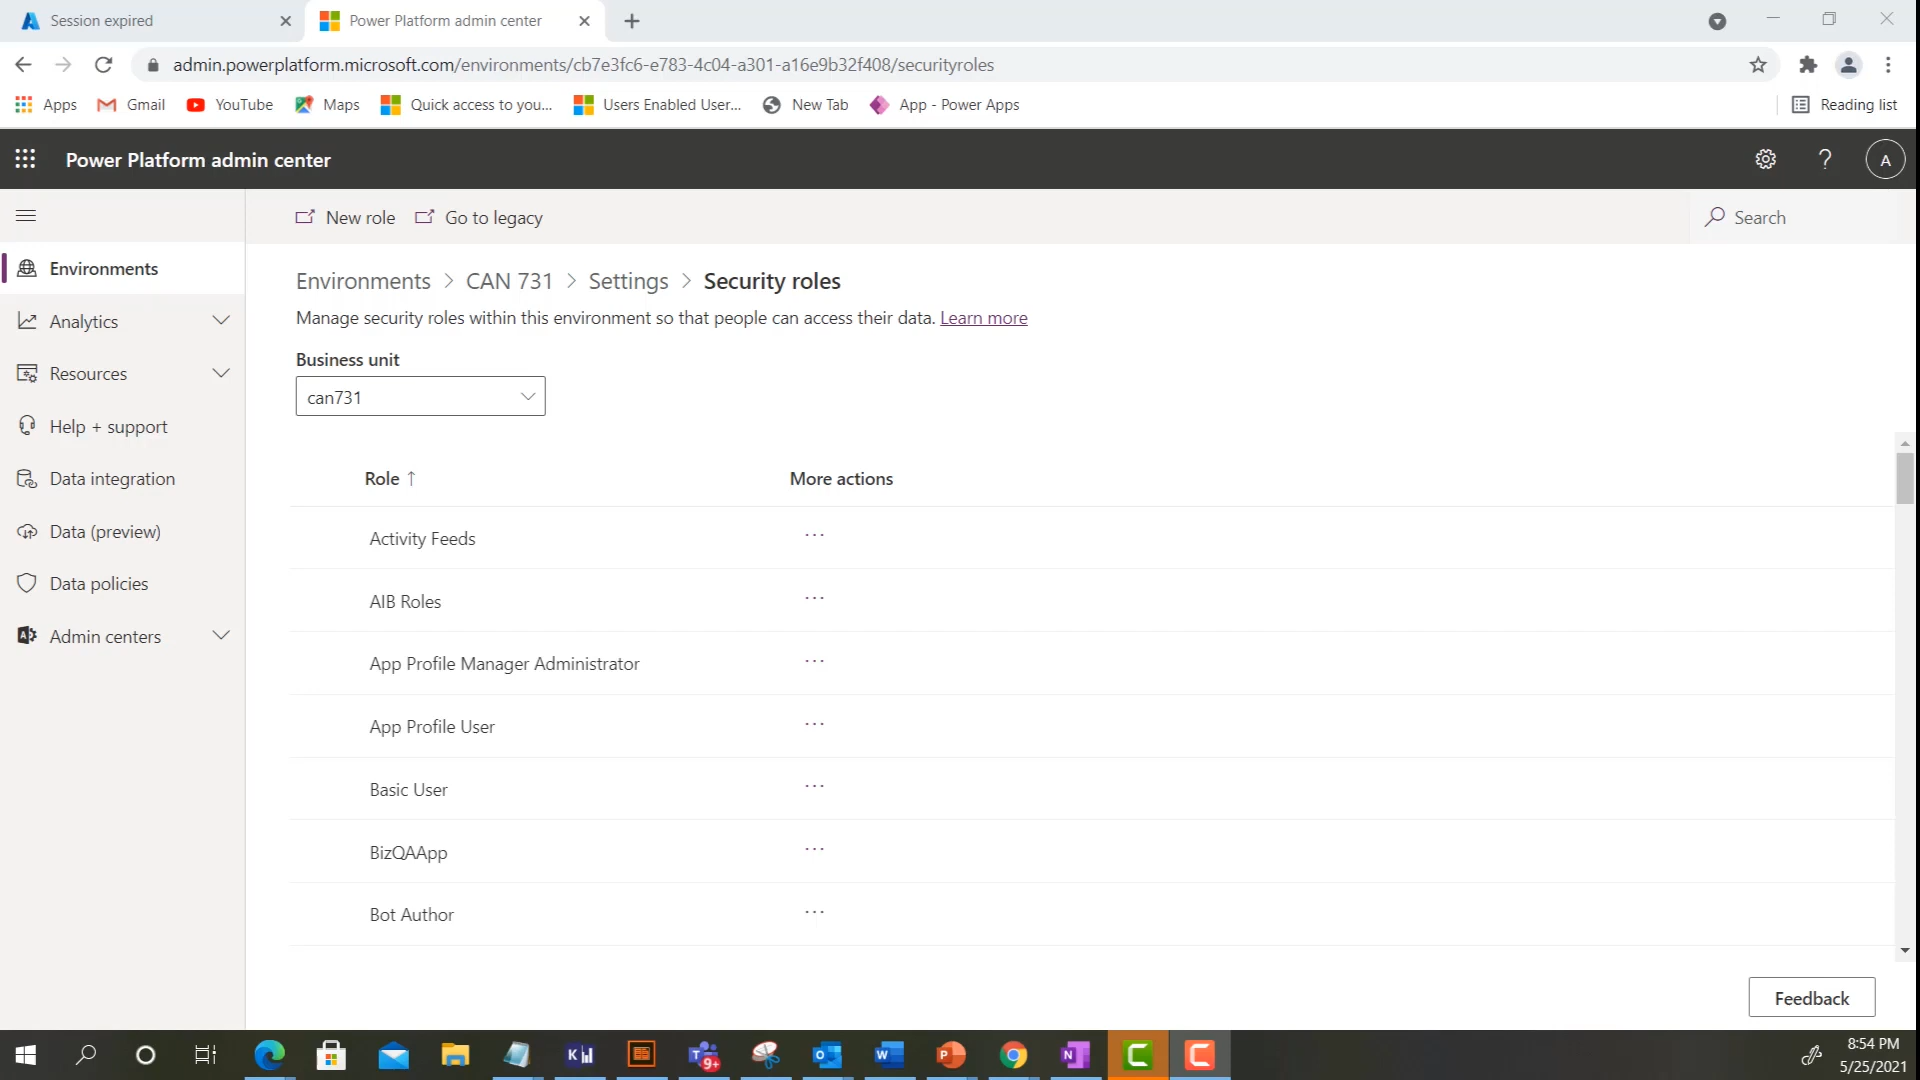 Session expired
Power Platform admin center
admin.powerplatform.microsoft.com/environments/cb7e3fc6-e783-4c04-a301-a16e9b32f408/securityroles
Apps Gmail YouTube Maps Quick access to you... Users Enabled User... New Tab App - Power Apps Reading list
Power Platform admin center ? A
New role Go to legacy Search
Environments
Analytics
Resources
Help + support
Data integration
Data (preview)
Data policies
Admin centers
Environments > CAN 731 > Settings > Security roles
Manage security roles within this environment so that people can access their data. Learn more
Business unit
can731
Role ↑ More actions
Activity Feeds ...
AIB Roles ...
App Profile Manager Administrator ...
App Profile User ...
Basic User ...
BizQAApp ...
Bot Author ...
Feedback
9+
8:54 PM
5/25/2021